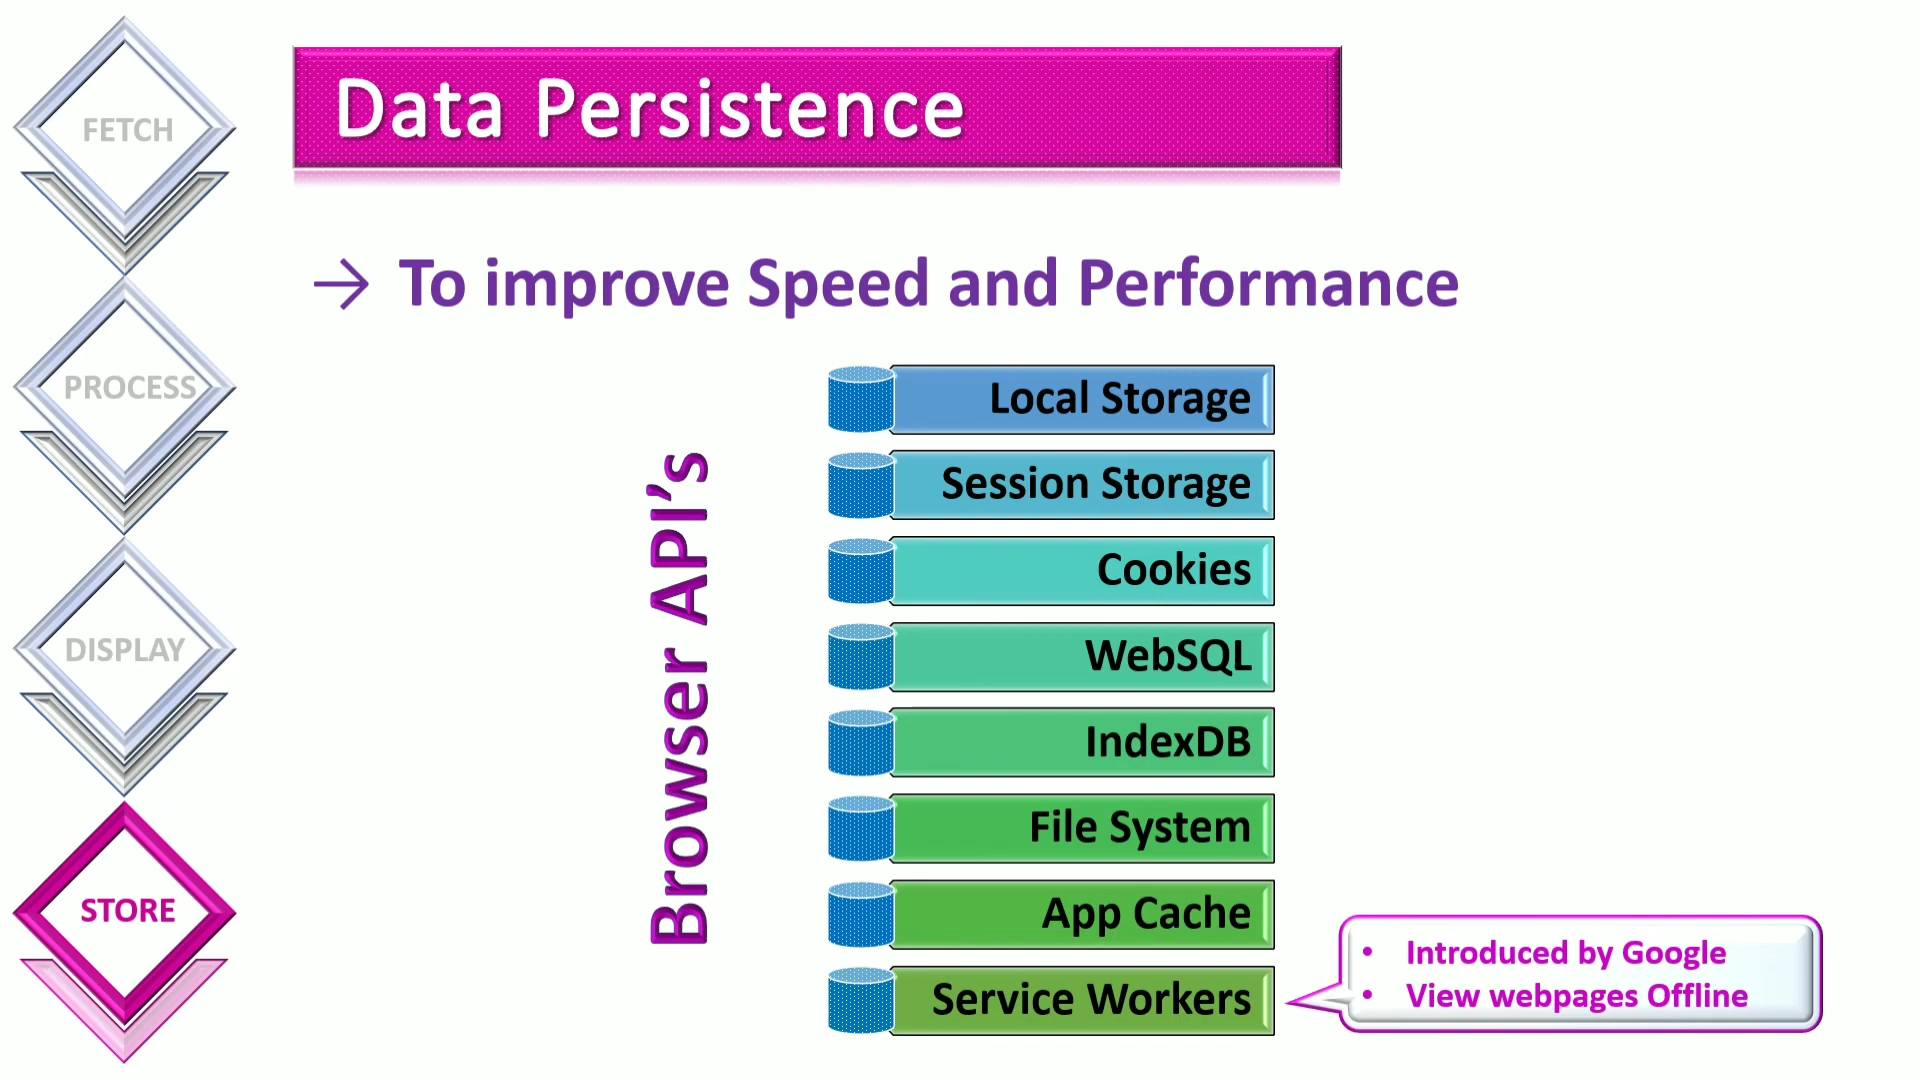 FETCH
PROCESS
DISPLAY
STORE
Data Persistence
→ To improve Speed and Performance
Browser API’s
Local Storage
Session Storage
Cookies
WebSQL
IndexDB
File System
App Cache
Service Workers
• Introduced by Google
• View webpages Offline